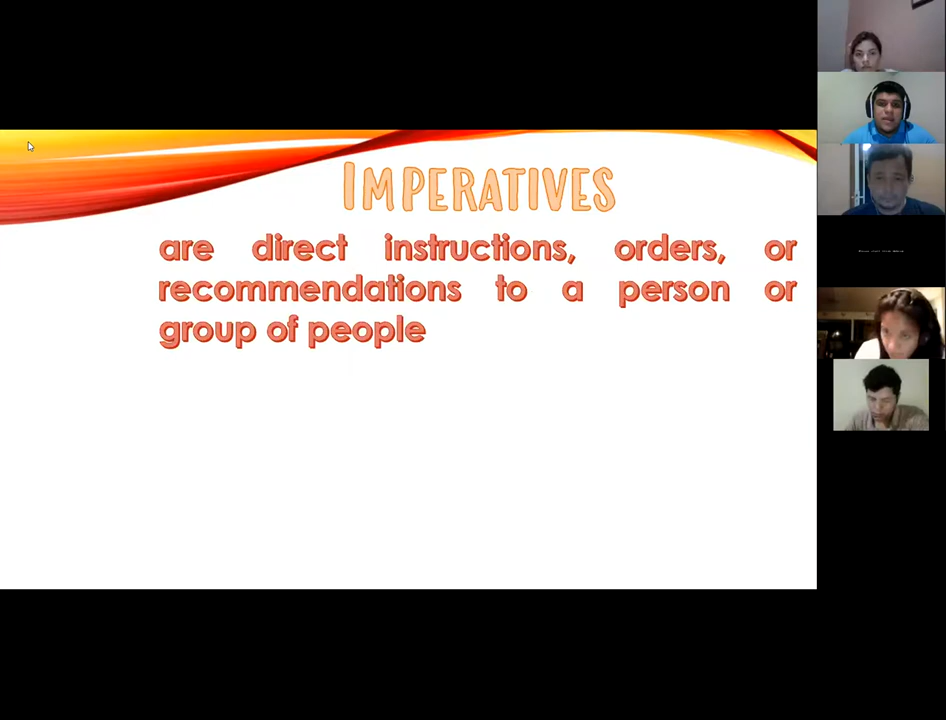 IMPERATIVES
are direct instructions, orders, or
recommendations to a person or
group of people